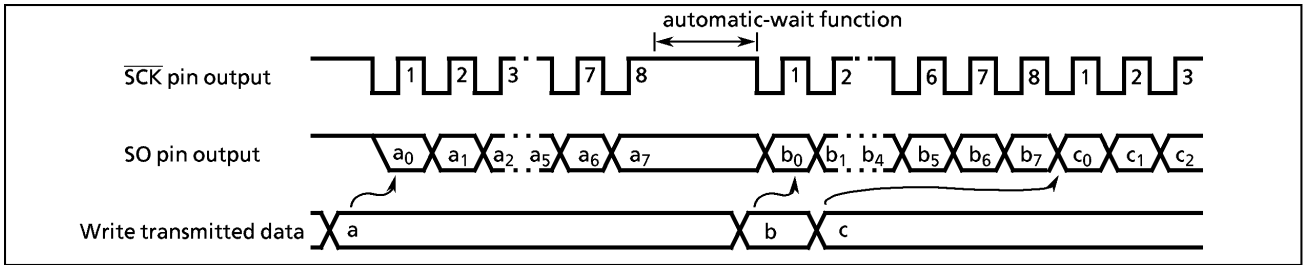 automatic-wait function
SCK pin output 1 2 3 7 8 1 2 6 7 8 1 2 3
SO pin output a0 a1 a2 a5 a6 a7 b0 b1 b4 b5 b6 b7 c0 c1 c2
Write transmitted data a b c